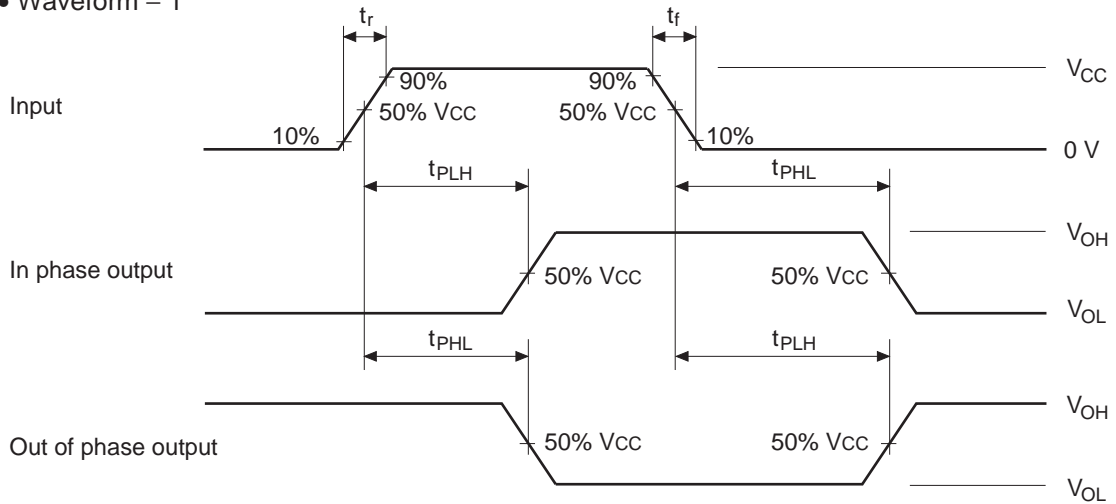 • Waveform – 1
tr
tf
VCC
90%
90%
Input
50% VCC
50% VCC
10%
10%
0 V
tPLH
tPHL
VOH
In phase output
50% VCC
50% VCC
VOL
tPHL
tPLH
VOH
Out of phase output
50% VCC
50% VCC
VOL